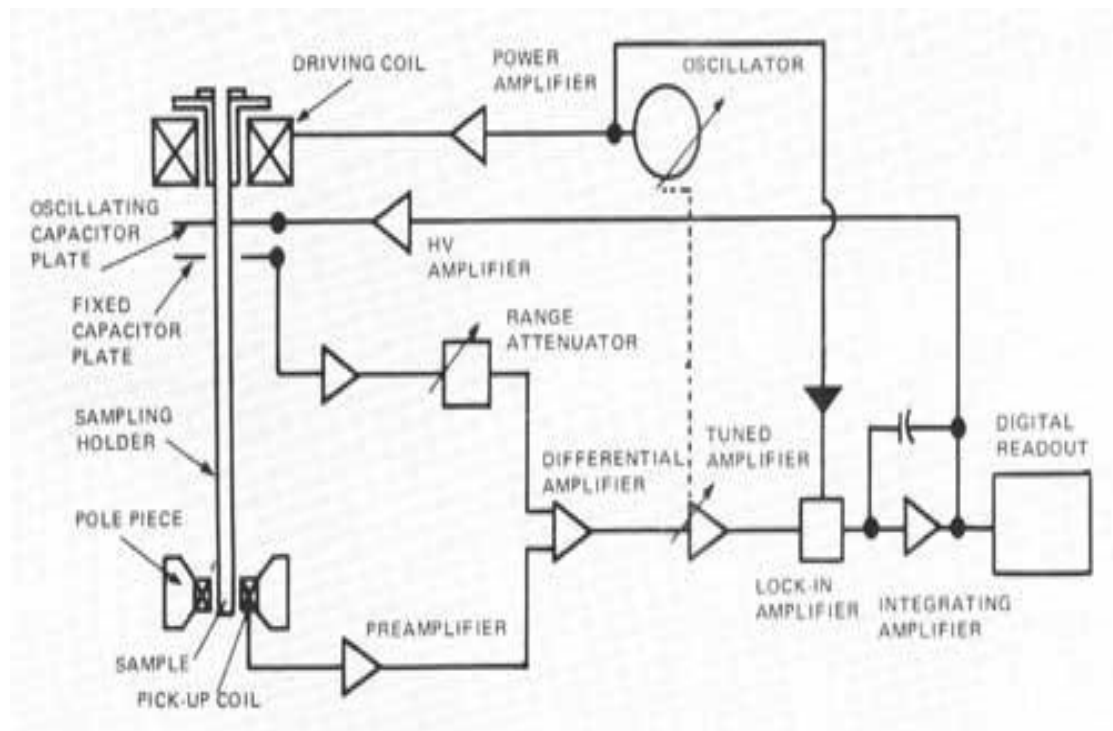 DRIVING COIL
POWER
AMPLIFIER
OSCILLATOR
OSCILLATING
CAPACITOR
PLATE
HV
AMPLIFIER
FIXED
CAPACITOR
PLATE
RANGE
ATTENUATOR
SAMPLING
HOLDER
DIFFERENTIAL
AMPLIFIER
TUNED
AMPLIFIER
DIGITAL
READOUT
POLE PIECE
LOCK-IN
AMPLIFIER
INTEGRATING
AMPLIFIER
PREAMPLIFIER
SAMPLE
PICK-UP COIL